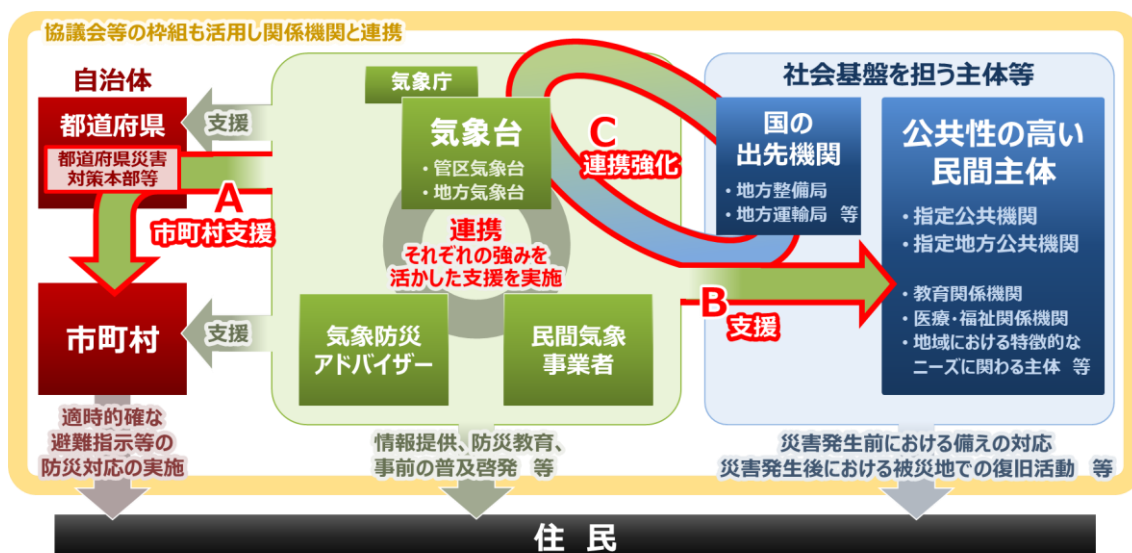 協議会等の枠組も活用し関係機関と連携
自治体
都道府県
都道府県災害
対策本部等
支援
A
市町村支援
市町村
支援
適時的確な
避難指示等の
防災対応の実施
気象庁
気象台
・管区気象台
・地方気象台
連携
それぞれの強みを
活かした支援を実施
気象防災
アドバイザー
民間気象
事業者
情報提供、防災教育、
事前の普及啓発 等
C
連携強化
B
支援
社会基盤を担う主体等
国の
出先機関
・地方整備局
・地方運輸局 等
公共性の高い
民間主体
・指定公共機関
・指定地方公共機関
・教育関係機関
・医療・福祉関係機関
・地域における特徴的な
ニーズに関わる主体 等
災害発生前における備えの対応
災害発生後における被災地での復旧活動 等
住 民